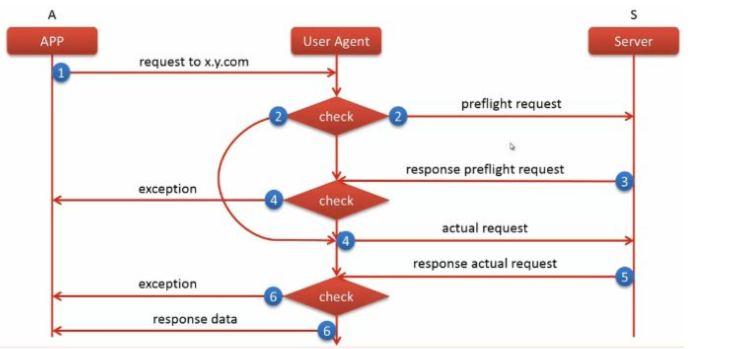 A
S
APP
User Agent
Server
1
request to x.y.com
2
check
2
preflight request
response preflight request
3
exception
4
check
4
actual request
response actual request
5
exception
6
check
response data
6